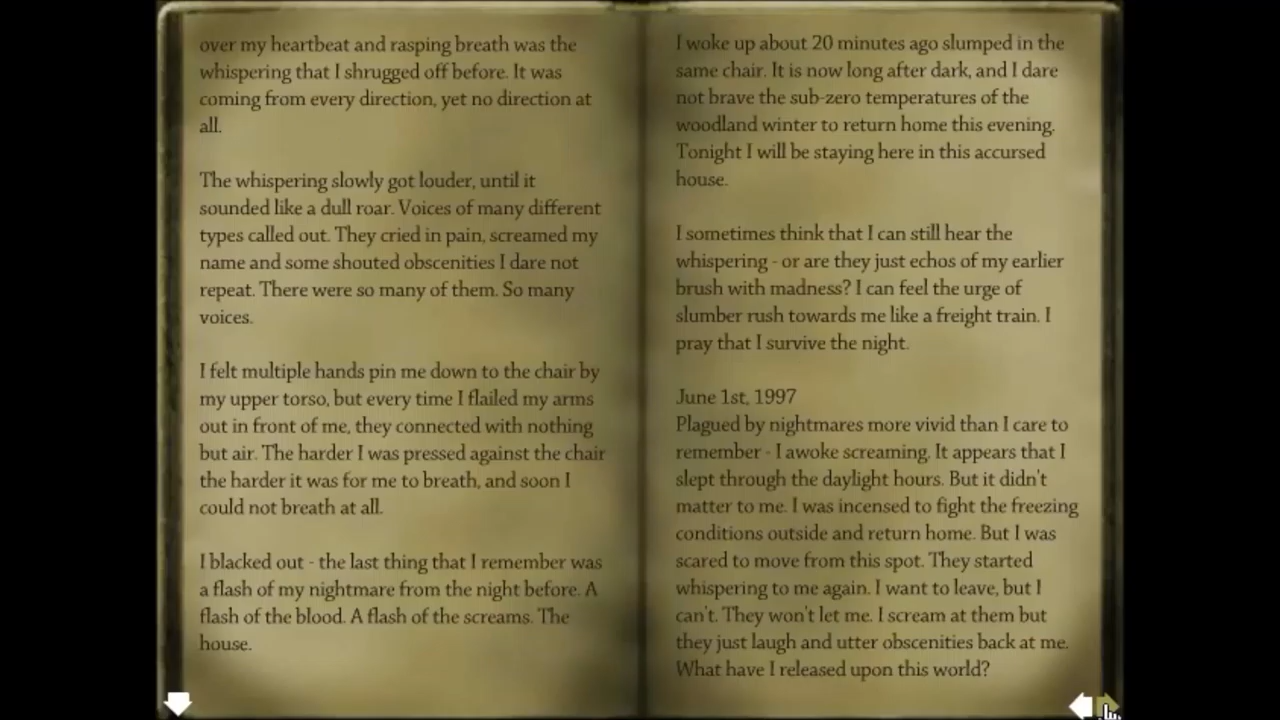 over my heartbeat and rasping breath was the
whispering that I shrugged off before. It was
coming from every direction, yet no direction at
all.
The whispering slowly got louder, until it
sounded like a dull roar. Voices of many different
types called out. They cried in pain, screamed my
name and some shouted obscenities I dare not
repeat. There were so many of them. So many
voices.
I felt multiple hands pin me down to the chair by
my upper torso, but every time I flailed my arms
out in front of me, they connected with nothing
but air. The harder I was pressed against the chair
the harder it was for me to breath, and soon I
could not breath at all.
I blacked out - the last thing that I remember was
a flash of my nightmare from the night before. A
flash of the blood. A flash of the screams. The
house.
I woke up about 20 minutes ago slumped in the
same chair. It is now long after dark, and I dare
not brave the sub-zero temperatures of the
woodland winter to return home this evening.
Tonight I will be staying here in this accursed
house.
I sometimes think that I can still hear the
whispering - or are they just echos of my earlier
brush with madness? I can feel the urge of
slumber rush towards me like a freight train. I
pray that I survive the night.
June 1st, 1997
Plagued by nightmares more vivid than I care to
remember - I awoke screaming. It appears that I
slept through the daylight hours. But it didn't
matter to me. I was incensed to fight the freezing
conditions outside and return home. But I was
scared to move from this spot. They started
whispering to me again. I want to leave, but I
can't. They won't let me. I scream at them but
they just laugh and utter obscenities back at me.
What have I released upon this world?